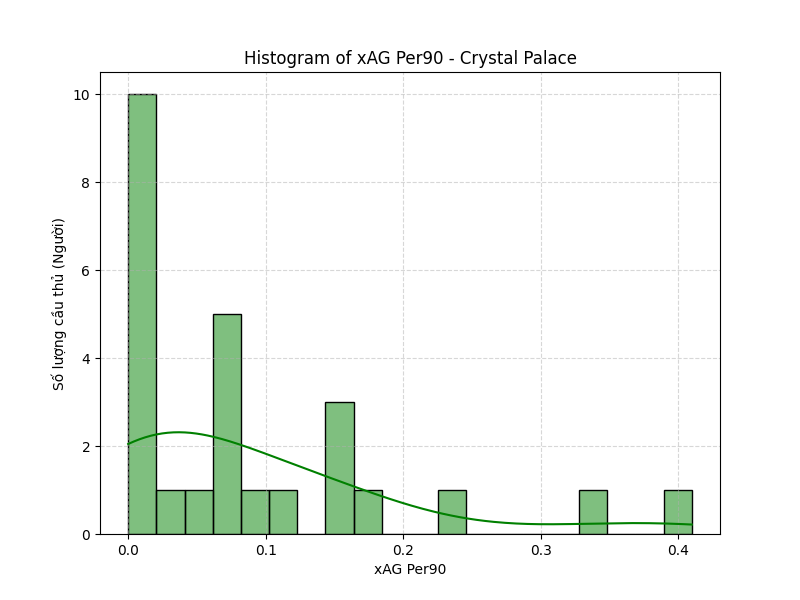 Histogram of xAG Per90 - Crystal Palace
Số lượng cầu thủ (Người)
10
8
6
4
2
0
0.0 0.1 0.2 0.3 0.4
xAG Per90